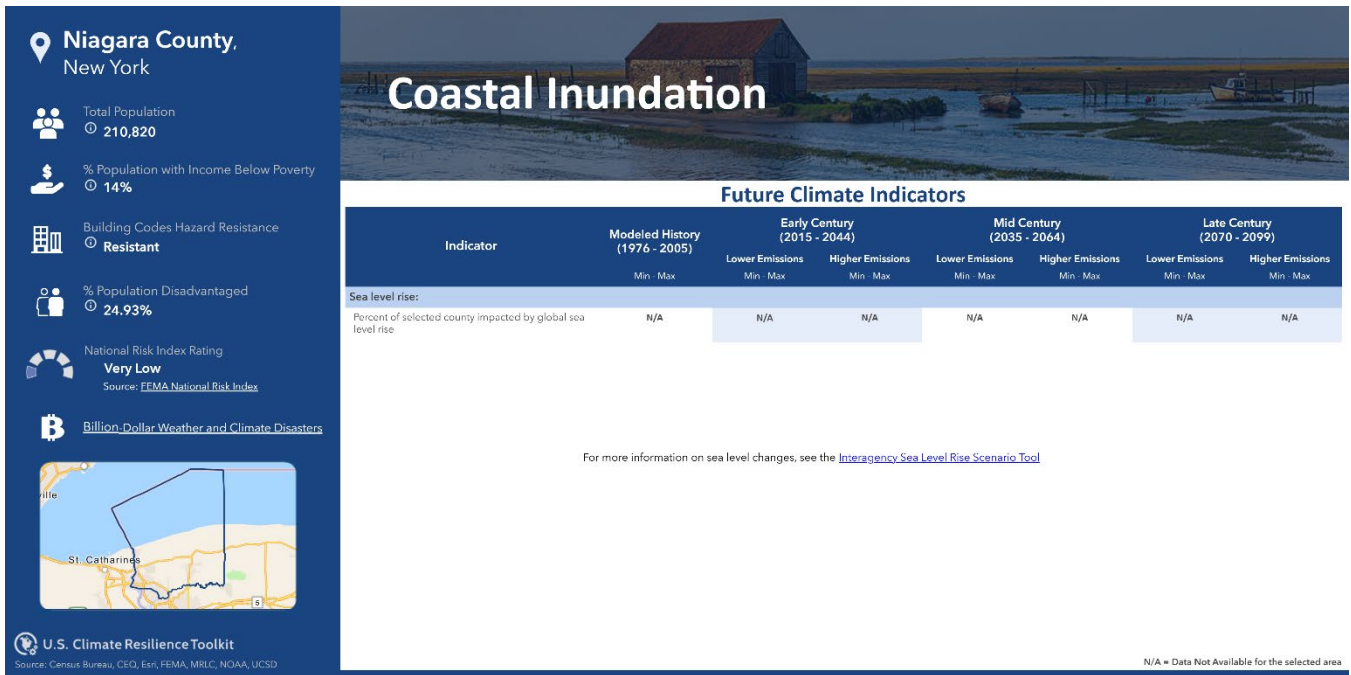 Niagara County,
New York
Total Population
210,820
% Population with Income Below Poverty
14%
Building Codes Hazard Resistance
Resistant
% Population Disadvantaged
24.93%
National Risk Index Rating
Very Low
Source: FEMA National Risk Index
Billion-Dollar Weather and Climate Disasters
ville
St. Catharines
5
U.S. Climate Resilience Toolkit
Source: Census Bureau, CEQ, Esri, FEMA, MRLC, NOAA, UCSD
Coastal Inundation
Future Climate Indicators
Indicator
Modeled History
(1976 - 2005)
Min - Max
Early Century
(2015 - 2044)
Lower Emissions Higher Emissions
Min - Max Min - Max
Mid Century
(2035 - 2064)
Lower Emissions Higher Emissions
Min - Max Min - Max
Late Century
(2070 - 2099)
Lower Emissions Higher Emissions
Min - Max Min - Max
Sea level rise:
Percent of selected county impacted by global sea
level rise
N/A N/A N/A N/A N/A N/A N/A
For more information on sea level changes, see the Interagency Sea Level Rise Scenario Tool
N/A = Data Not Available for the selected area